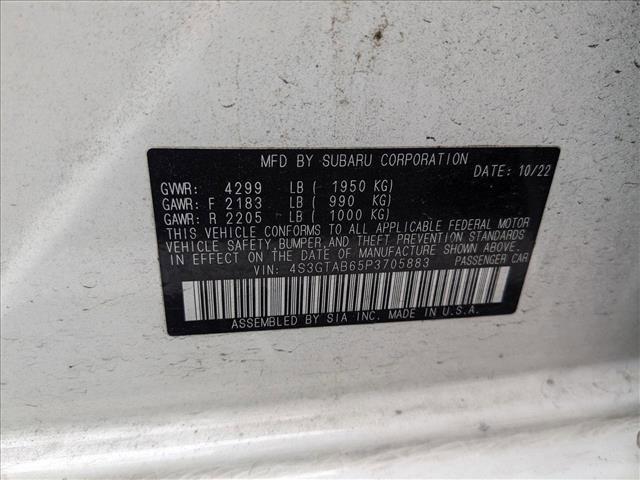 MFD BY SUBARU CORPORATION
DATE: 10/22
GVWR: 4299 LB ( 1950 KG)
GAWR: F 2183 LB ( 990 KG)
GAWR: R 2205 LB ( 1000 KG)
THIS VEHICLE CONFORMS TO ALL APPLICABLE FEDERAL MOTOR
VEHICLE SAFETY,BUMPER,AND THEFT PREVENTION STANDARDS
IN EFFECT ON THE DATE OF MANUFACTURE SHOWN ABOVE.
VIN: 4S3GTAB65P3705883 PASSENGER CAR
ASSEMBLED BY SIA INC. MADE IN U.S.A.